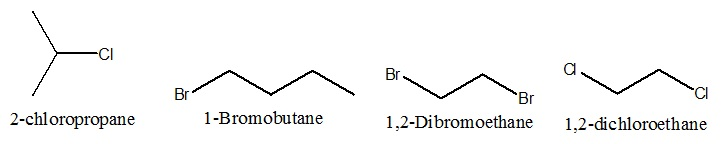 Cl
Br
Br
Br
Cl
Cl
2-chloropropane
1-Bromobutane
1,2-Dibromoethane
1,2-dichloroethane